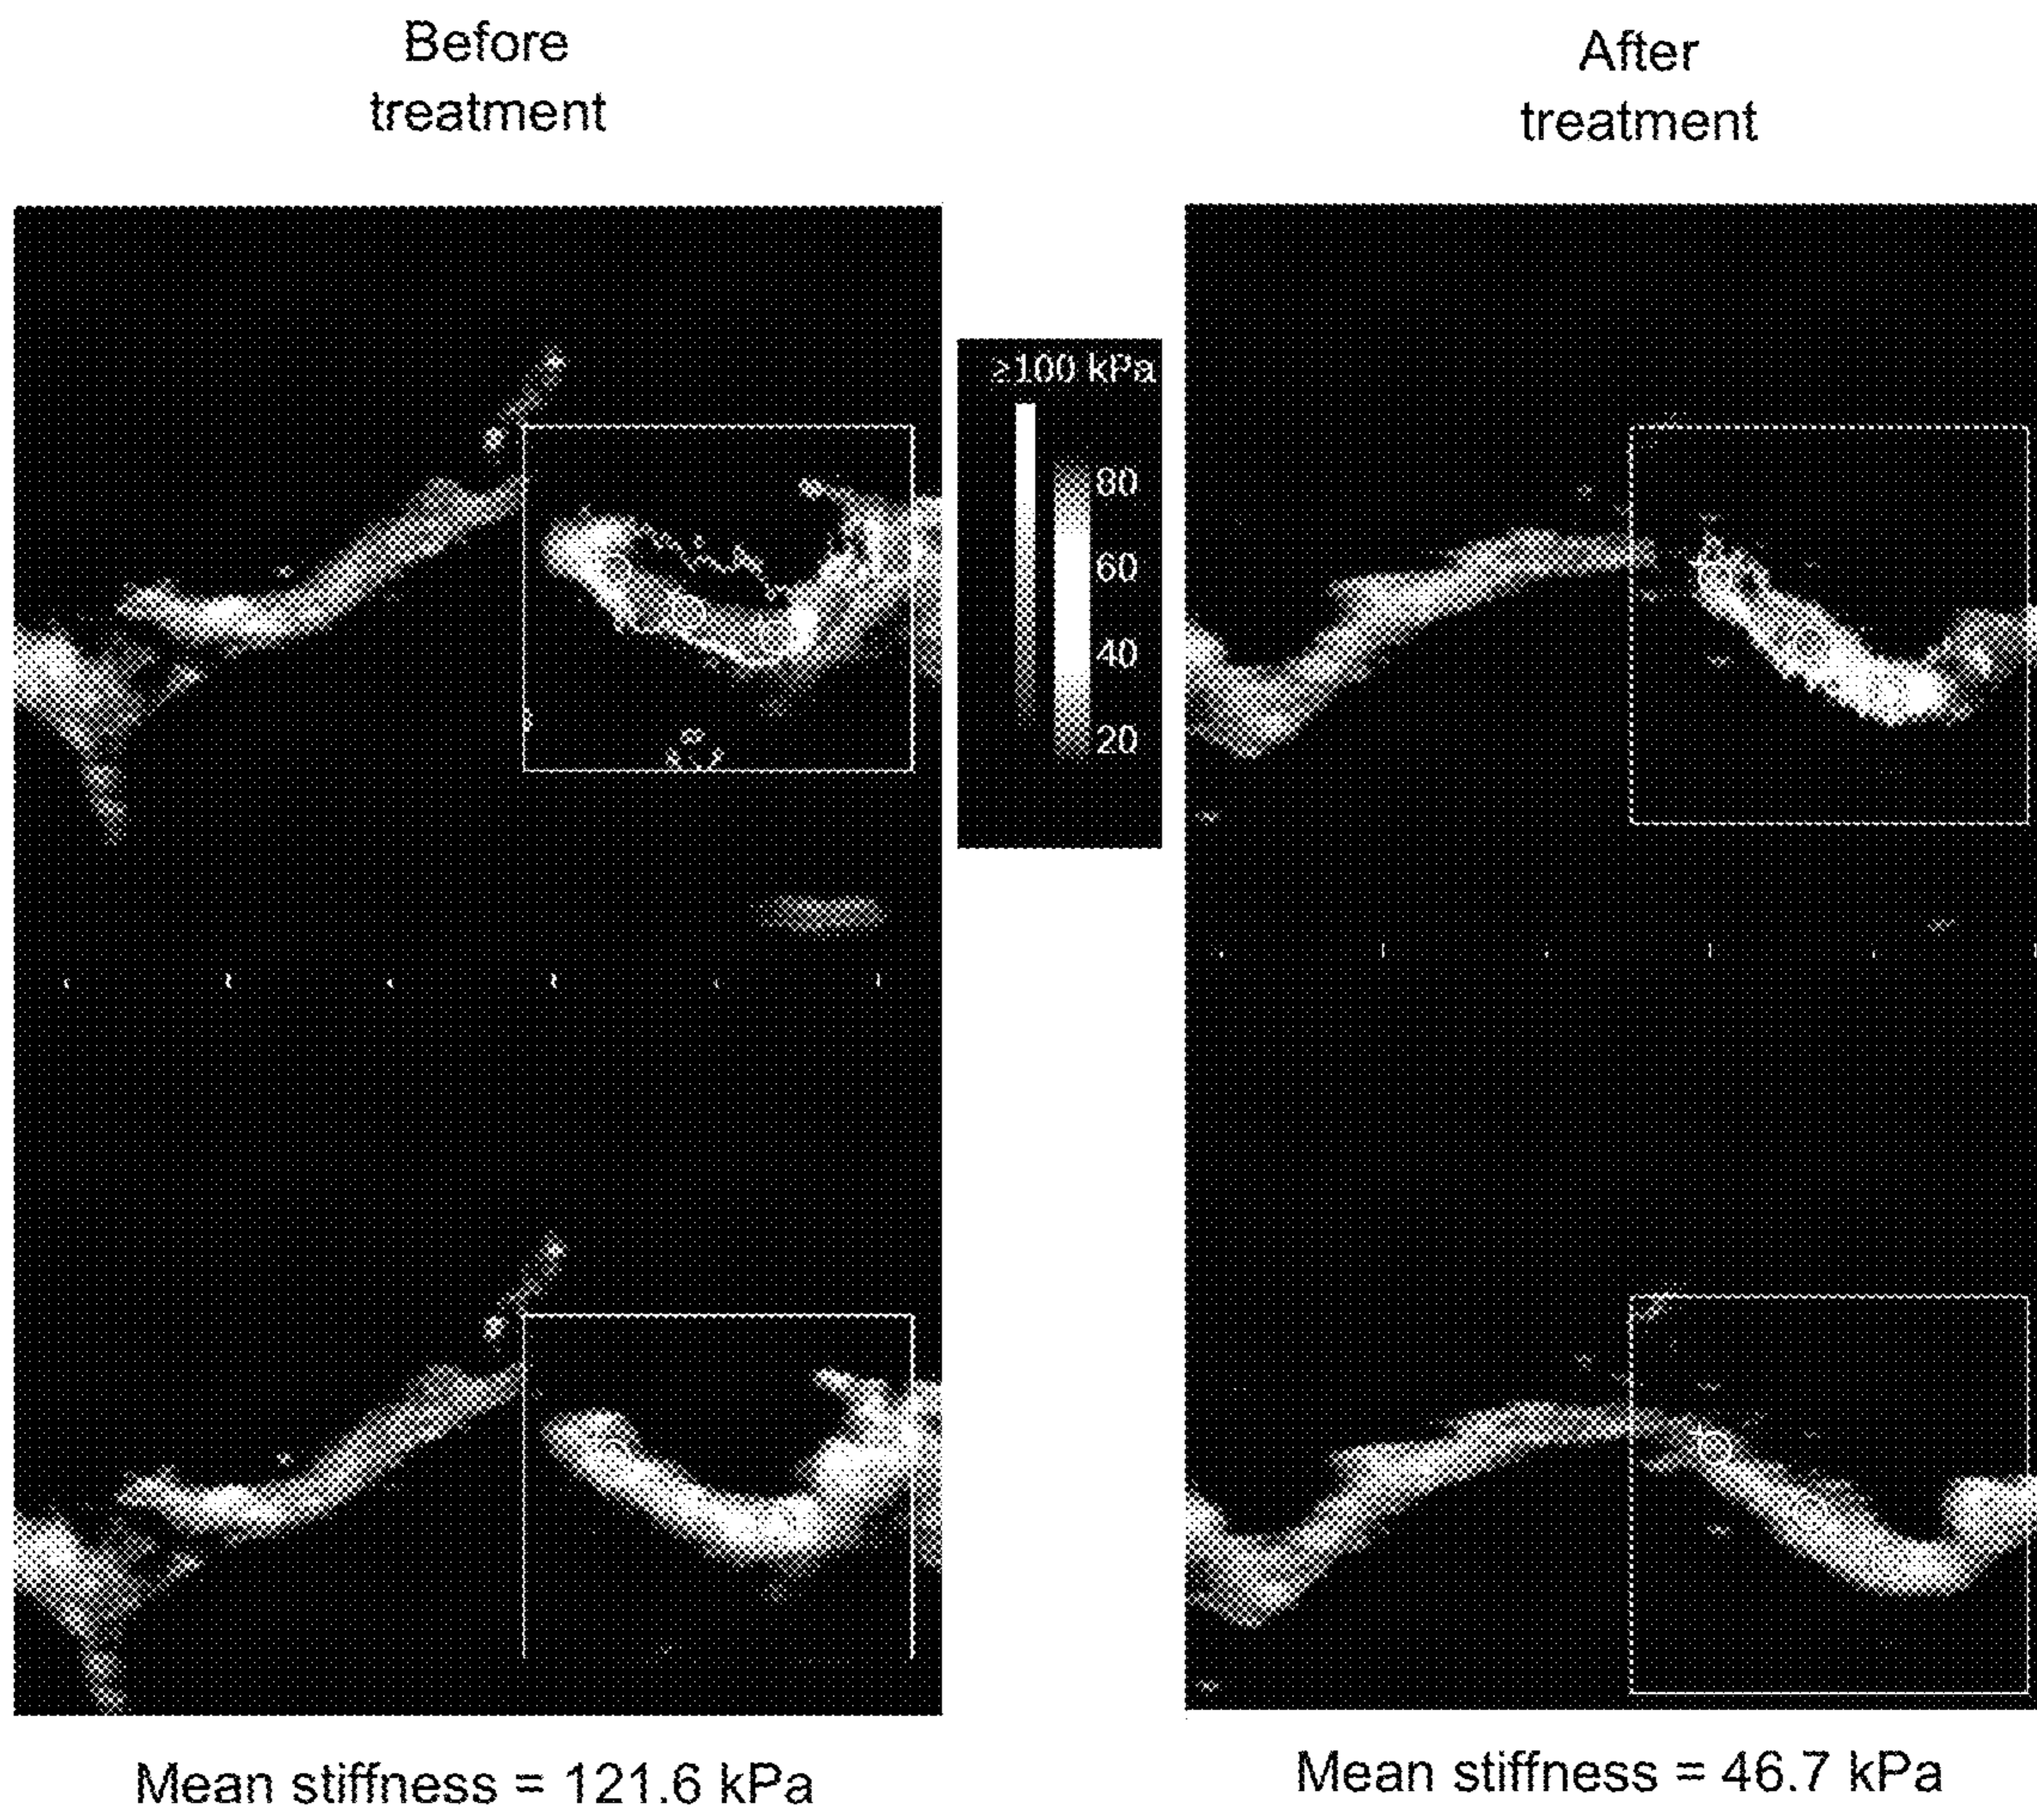 Before
treatment
After
treatment
≥100 kPa
80
60
40
20
Mean stiffness = 121.6 kPa
Mean stiffness = 46.7 kPa